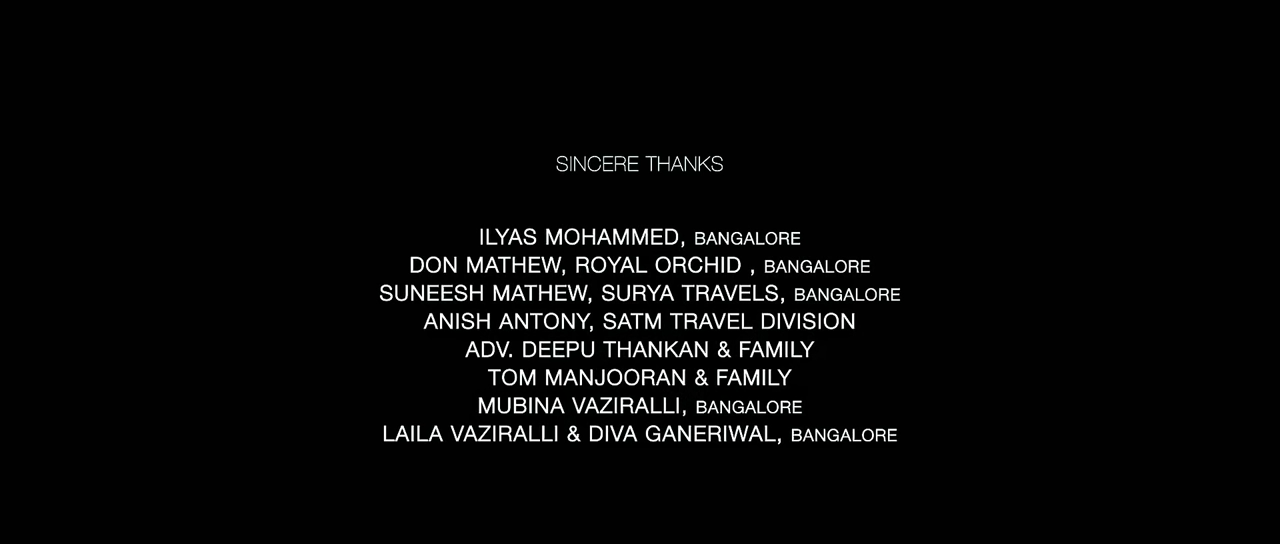 SINCERE THANKS
ILYAS MOHAMMED, BANGALORE
DON MATHEW, ROYAL ORCHID , BANGALORE
SUNEESH MATHEW, SURYA TRAVELS, BANGALORE
ANISH ANTONY, SATM TRAVEL DIVISION
ADV. DEEPU THANKAN & FAMILY
TOM MANJOORAN & FAMILY
MUBINA VAZIRALLI, BANGALORE
LAILA VAZIRALLI & DIVA GANERIWAL, BANGALORE